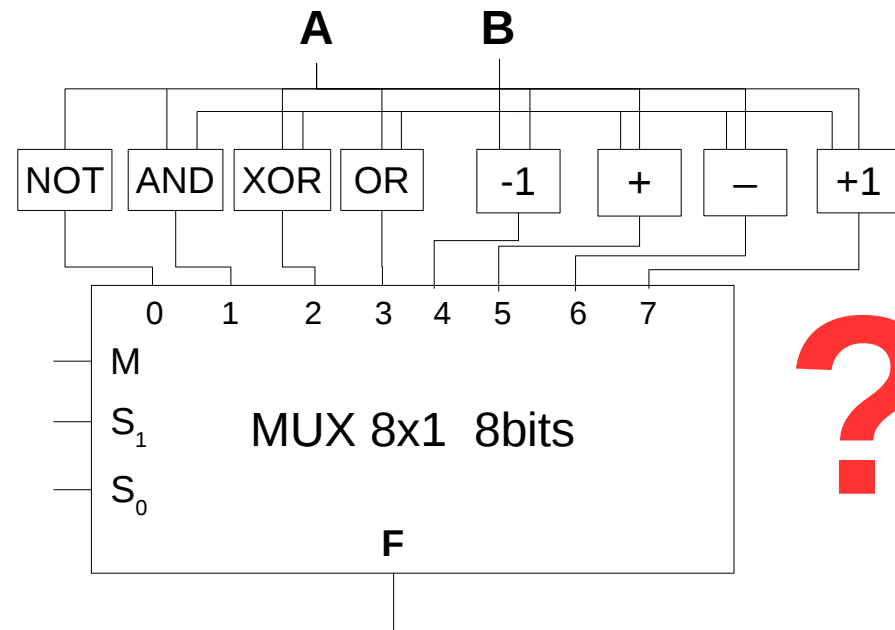 A B
NOT AND XOR OR -1 + – +1
0 1 2 3 4 5 6 7
M
S1 MUX 8x1 8bits
S0
F
?